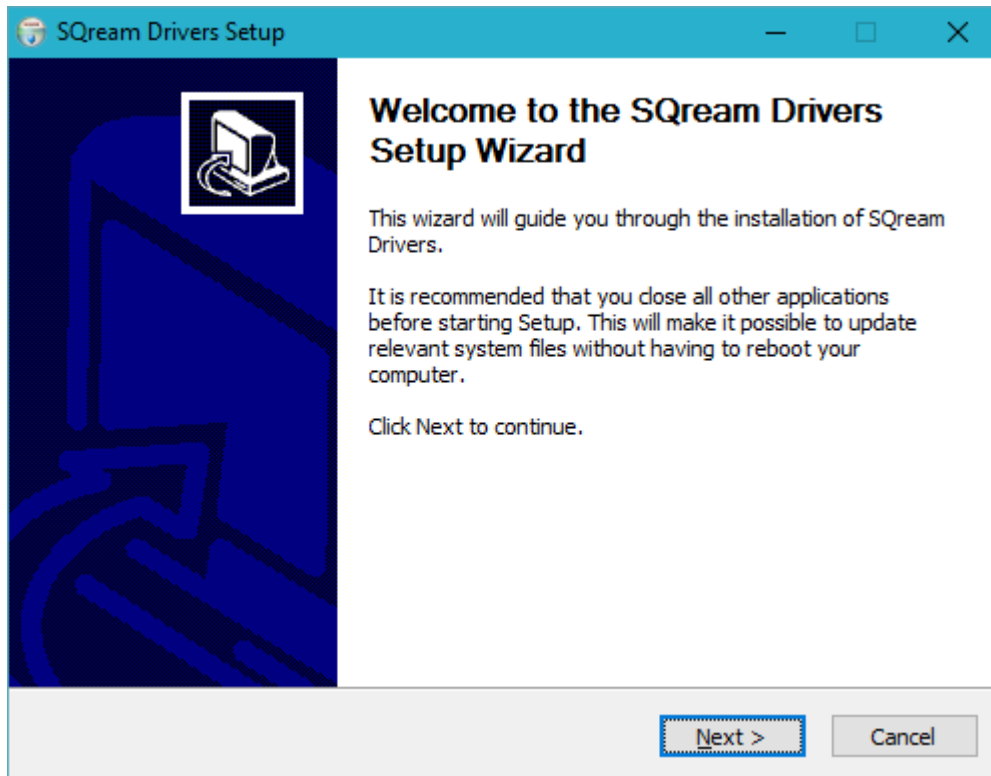 SQream Drivers Setup
Welcome to the SQream Drivers
Setup Wizard
This wizard will guide you through the installation of SQream
Drivers.
It is recommended that you close all other applications
before starting Setup. This will make it possible to update
relevant system files without having to reboot your
computer.
Click Next to continue.
Next >
Cancel